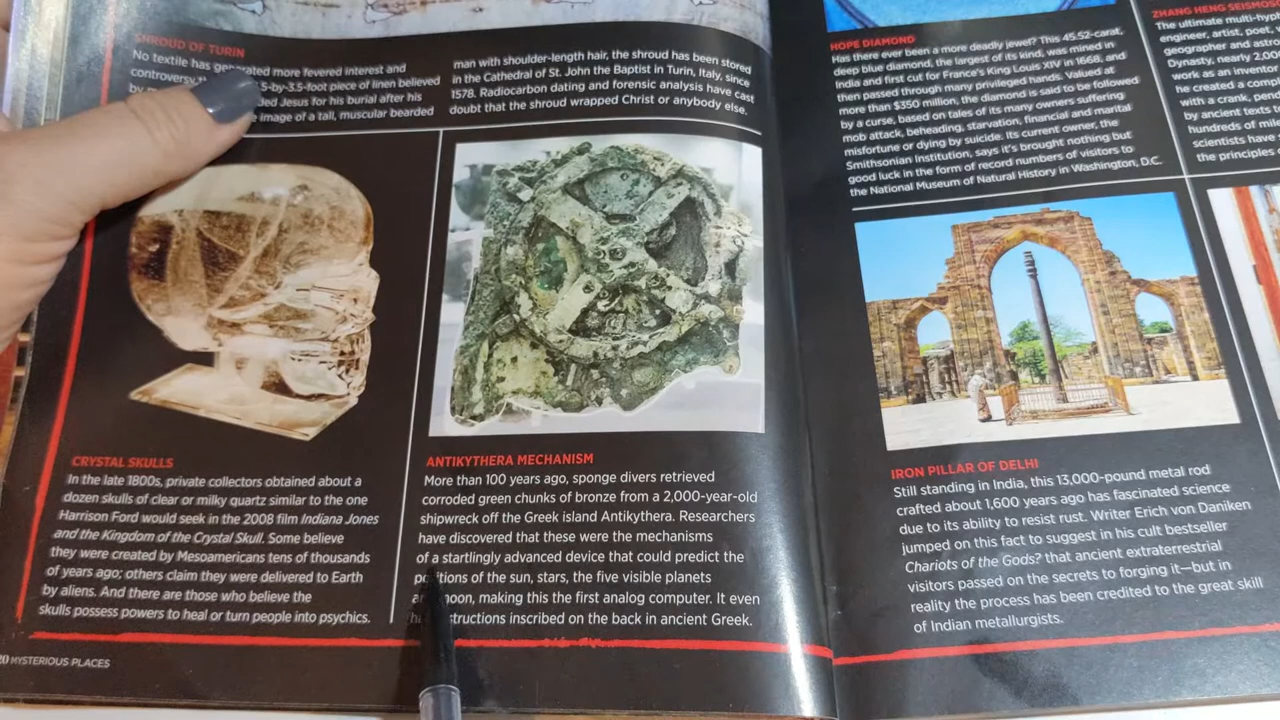 SHROUD OF TURIN
No textile has generated more fevered interest and
controversy
5-by-3.5-foot piece of linen believed
by
ded Jesus for his burial after his
image of a tall, muscular bearded
man with shoulder-length hair, the shroud has been stored
in the Cathedral of St. John the Baptist in Turin, Italy, since
1578. Radiocarbon dating and forensic analysis have cast
doubt that the shroud wrapped Christ or anybody else.
CRYSTAL SKULLS
In the late 1800s, private collectors obtained about a
dozen skulls of clear or milky quartz similar to the one
Harrison Ford would seek in the 2008 film Indiana Jones
and the Kingdom of the Crystal Skull. Some believe
they were created by Mesoamericans tens of thousands
of years ago; others claim they were delivered to Earth
by aliens. And there are those who believe the
skulls possess powers to heal or turn people into psychics.
ANTIKYTHERA MECHANISM
More than 100 years ago, sponge divers retrieved
corroded green chunks of bronze from a 2,000-year-old
shipwreck off the Greek island Antikythera. Researchers
have discovered that these were the mechanisms
of a startlingly advanced device that could predict the
positions of the sun, stars, the five visible planets
moon, making this the first analog computer. It even
structions inscribed on the back in ancient Greek.
20 MYSTERIOUS PLACES
HOPE DIAMOND
Has there ever been a more deadly jewel? This 45.52-carat,
deep blue diamond, the largest of its kind, was mined in
India and first cut for France's King Louis XIV in 1668, and
then passed through many privileged hands. Valued at
more than $350 million, the diamond is said to be followed
by a curse, based on tales of its many owners suffering
mob attack, beheading, starvation, financial and marital
misfortune or dying by suicide. Its current owner, the
Smithsonian Institution, says it's brought nothing but
good luck in the form of record numbers of visitors to
the National Museum of Natural History in Washington, D.C.
IRON PILLAR OF DELHI
Still standing in India, this 13,000-pound metal rod
crafted about 1,600 years ago has fascinated science
due to its ability to resist rust. Writer Erich von Daniken
jumped on this fact to suggest in his cult bestseller
Chariots of the Gods? that ancient extraterrestrial
visitors passed on the secrets to forging it—but in
reality the process has been credited to the great skill
of Indian metallurgists.
ZHANG HENG SEISMOS
The ultimate multi-hyp
engineer, artist, poet,
geographer and astro
Dynasty, nearly 2,00
work as an inventor
he created a com
with a crank, pend
by ancient texts t
hundreds of mile
scientists have
the principles